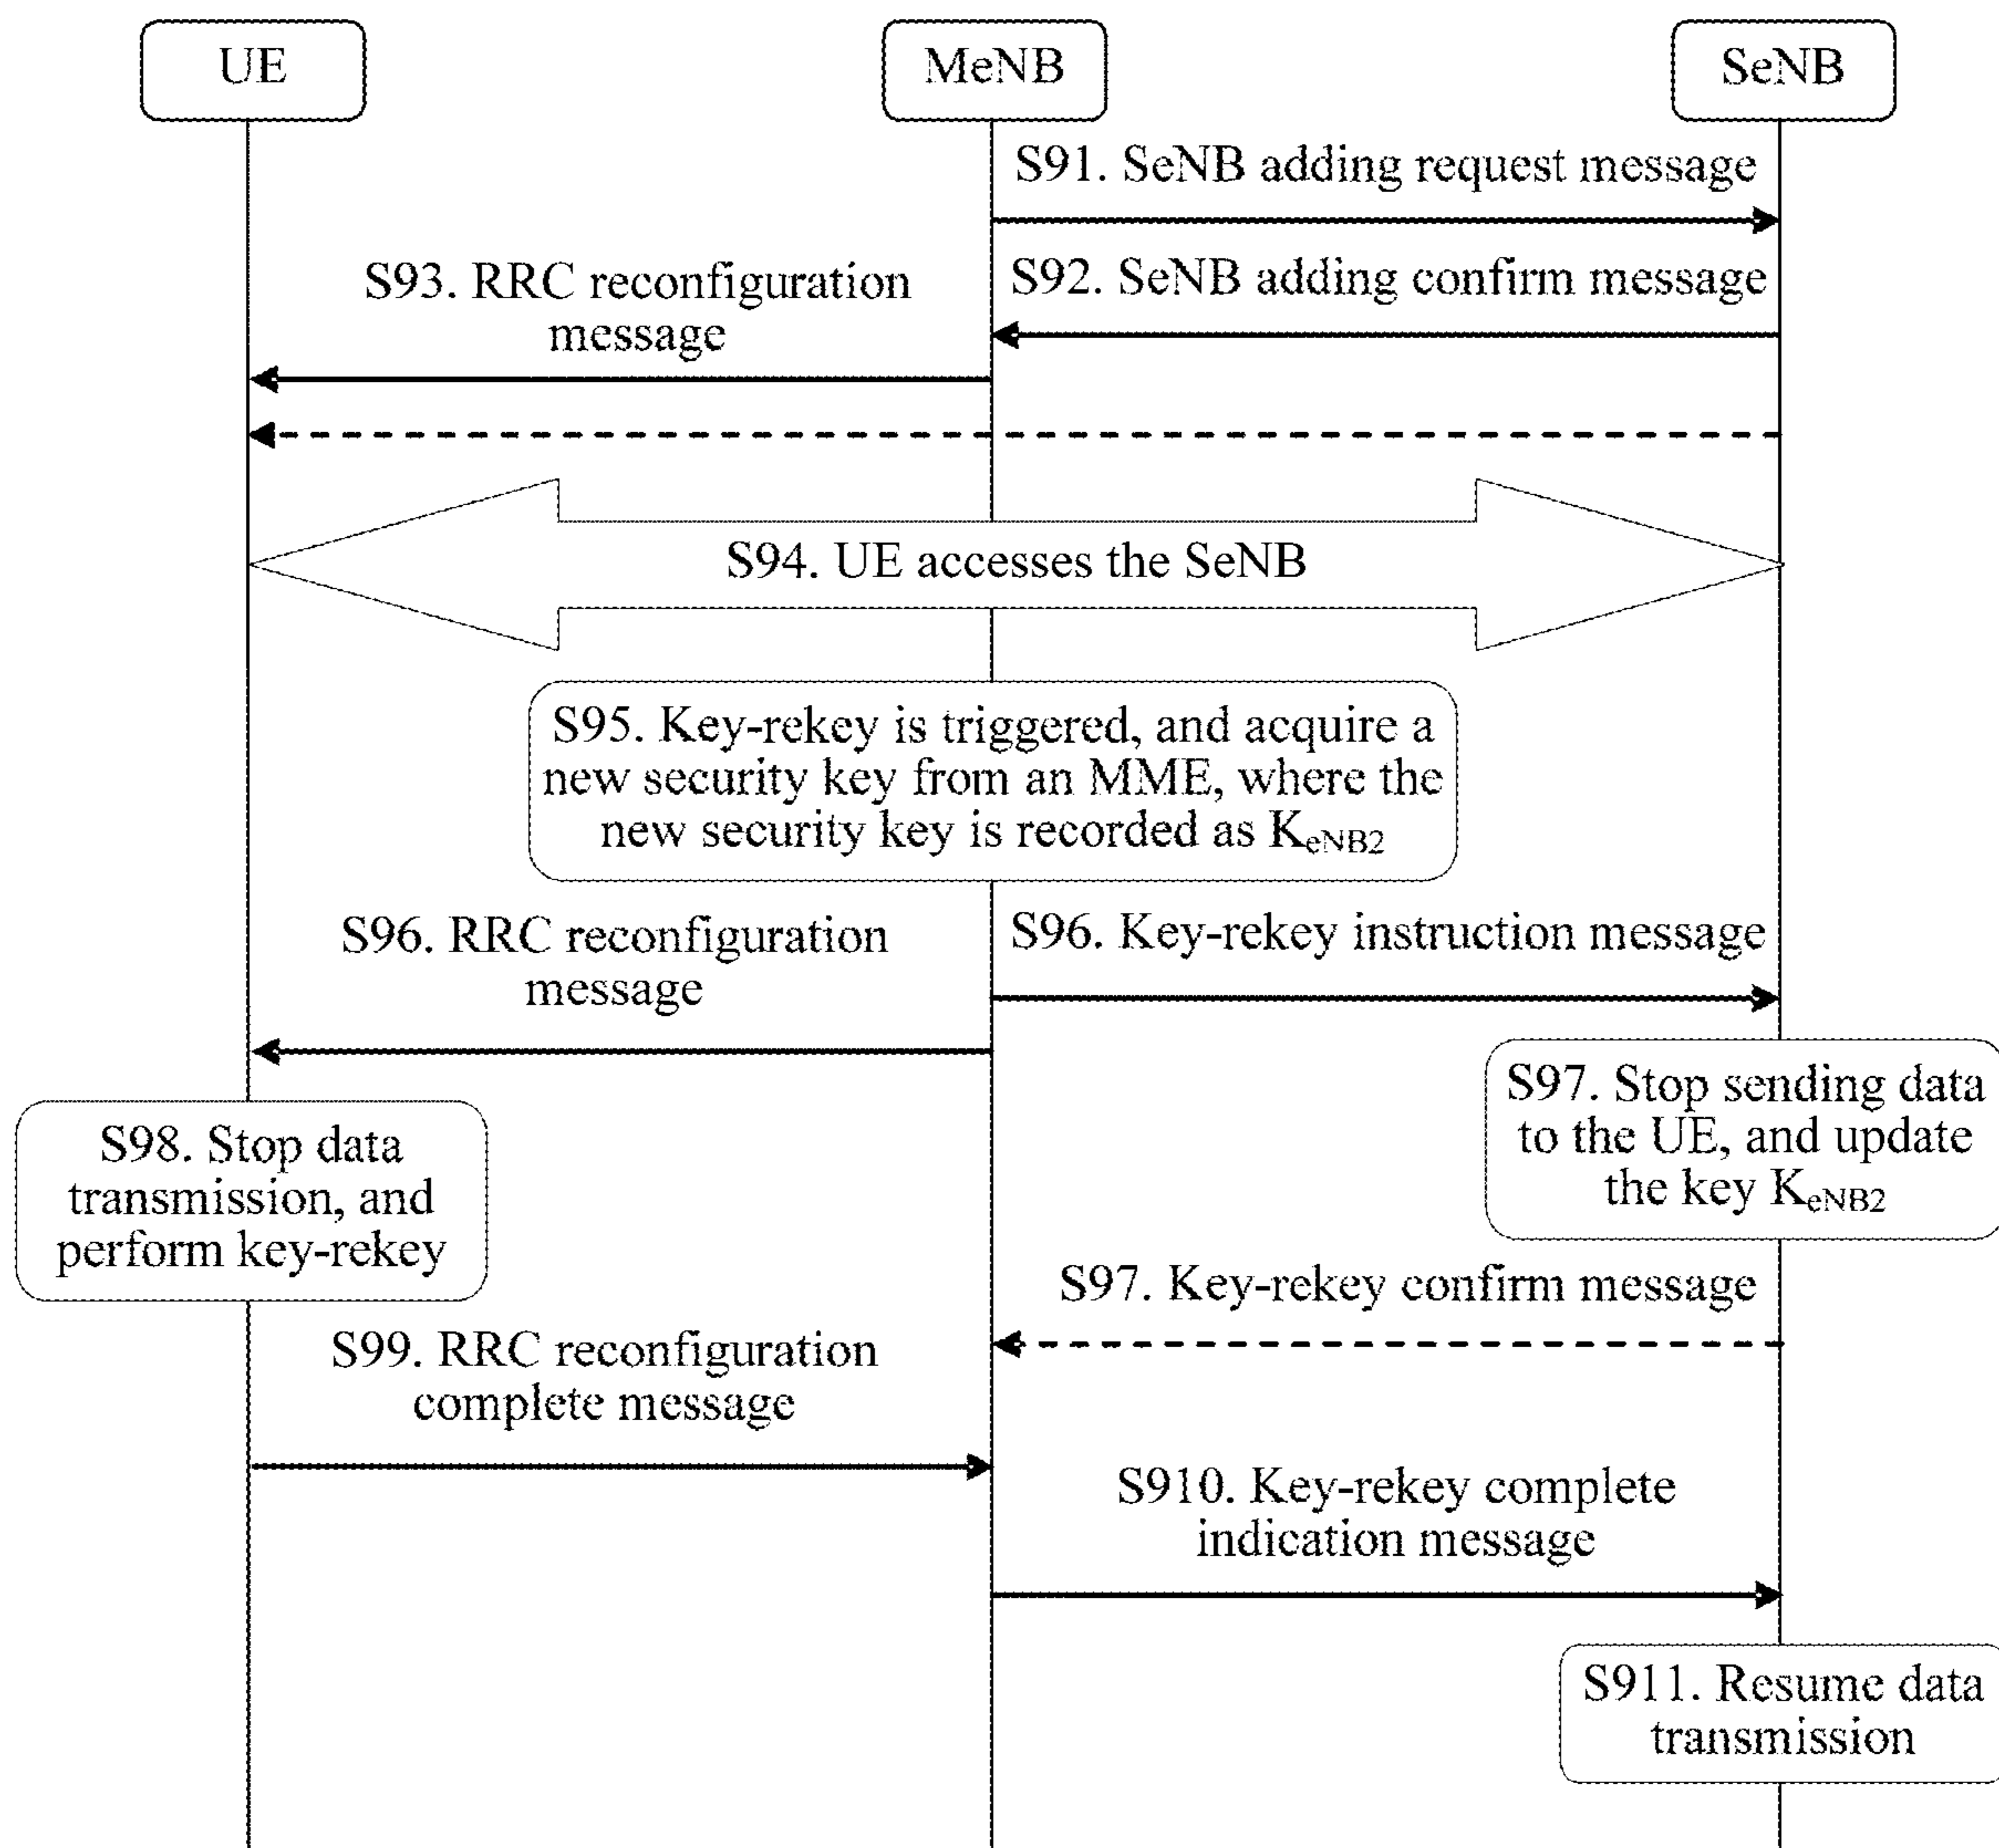 UE
MeNB
SeNB
S91. SeNB adding request message
S93. RRC reconfiguration
message
S92. SeNB adding confirm message
S94. UE accesses the SeNB
S95. Key-rekey is triggered, and acquire a
new security key from an MME, where the
new security key is recorded as KeNB2
S96. RRC reconfiguration
message
S96. Key-rekey instruction message
S97. Stop sending data
to the UE, and update
the key KeNB2
S98. Stop data
transmission, and
perform key-rekey
S97. Key-rekey confirm message
S99. RRC reconfiguration
complete message
S910. Key-rekey complete
indication message
S911. Resume data
transmission